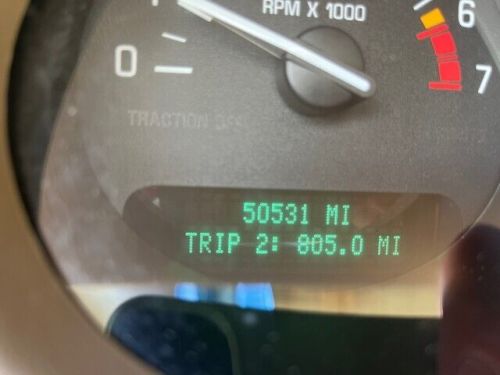 RPM X 1000
6
0
7
TRACTION
50531 MI
TRIP 2: 805.0 MI